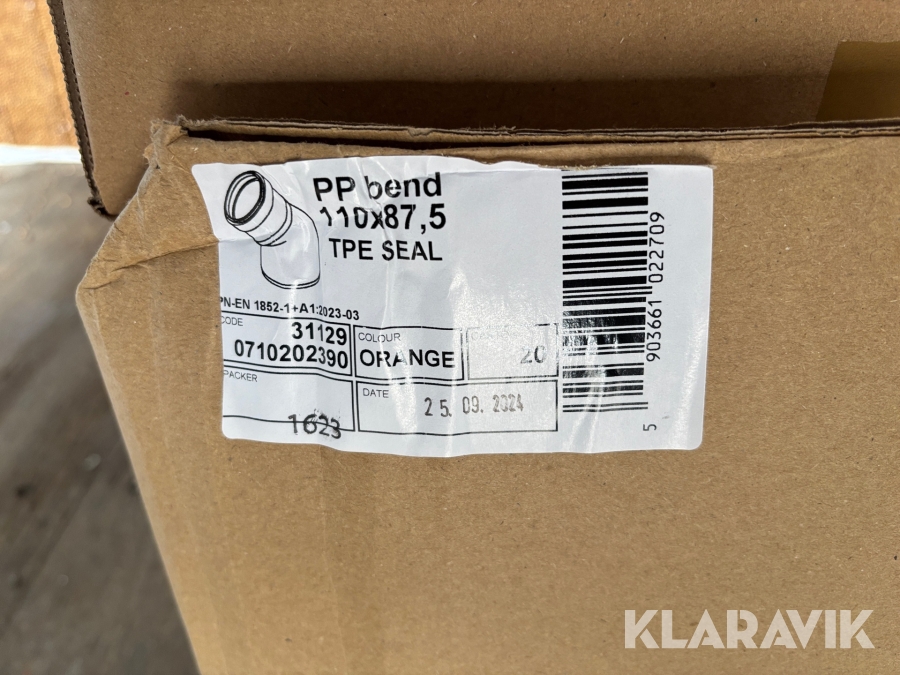 PP bend
110x87,5
TPE SEAL
PN-EN 1852-1+A1:2023-03
CODE
31129
0710202390
COLOUR
ORANGE
20
PACKER
1623
DATE
25. 09. 2024
5 903661 022709
KLARAVIK